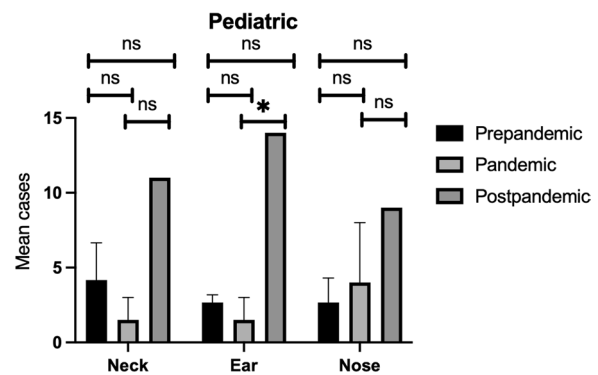 Pediatric
ns ns ns
ns ns ns
ns * ns
15
10
5
0
Mean cases
Neck Ear Nose
Prepandemic
Pandemic
Postpandemic